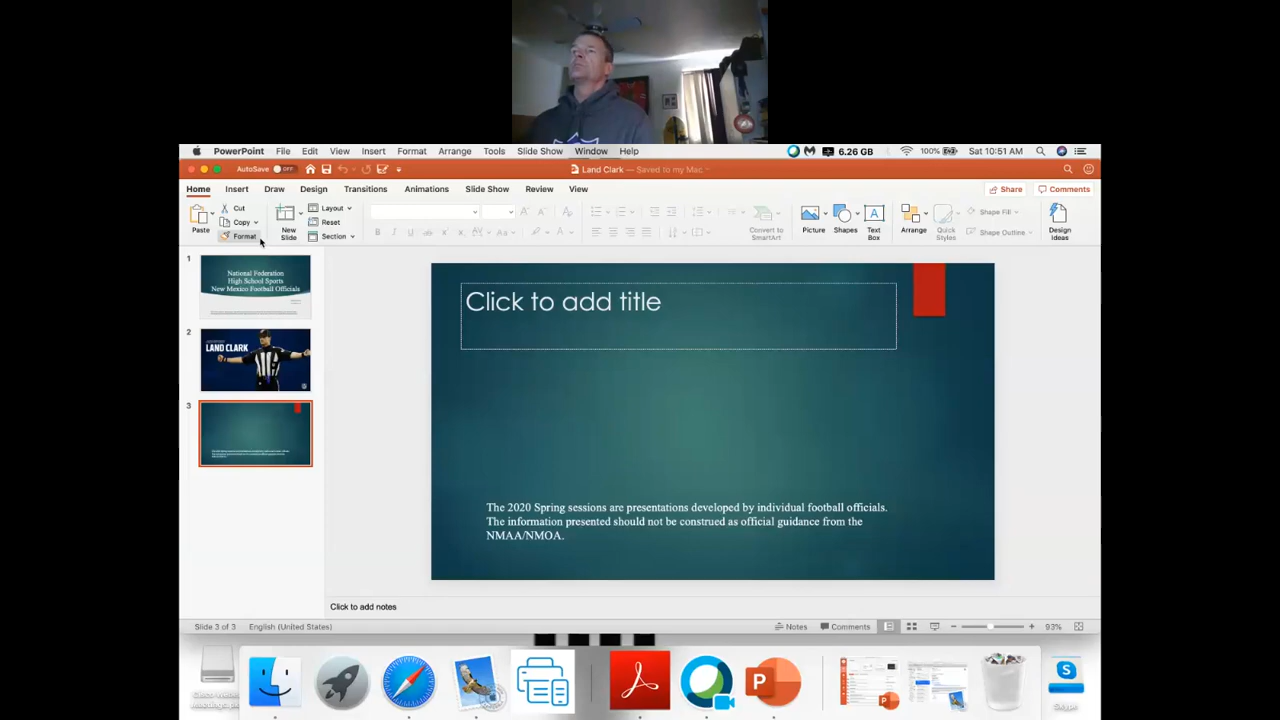 PowerPoint File Edit View Insert Format Arrange Tools Slide Show Window Help 6.26 GB 100% Sat 10:51 AM
AutoSave OFF Land Clark — Saved to my Mac
Home Insert Draw Design Transitions Animations Slide Show Review View Share Comments
Paste
Cut
Copy
Format
New
Slide
Layout
Reset
Section
Convert to
SmartArt
Picture
Shapes
Text
Box
Arrange
Quick
Styles
Shape Fill
Shape Outline
Design
Ideas
1
National Federation
High School Sports
New Mexico Football Officials
2
LAND CLARK
3
Click to add title
The 2020 Spring sessions are presentations developed by individual football officials.
The information presented should not be construed as official guidance from the
NMAA/NMOA.
Click to add notes
Slide 3 of 3 English (United States) Notes Comments 93%
Skype